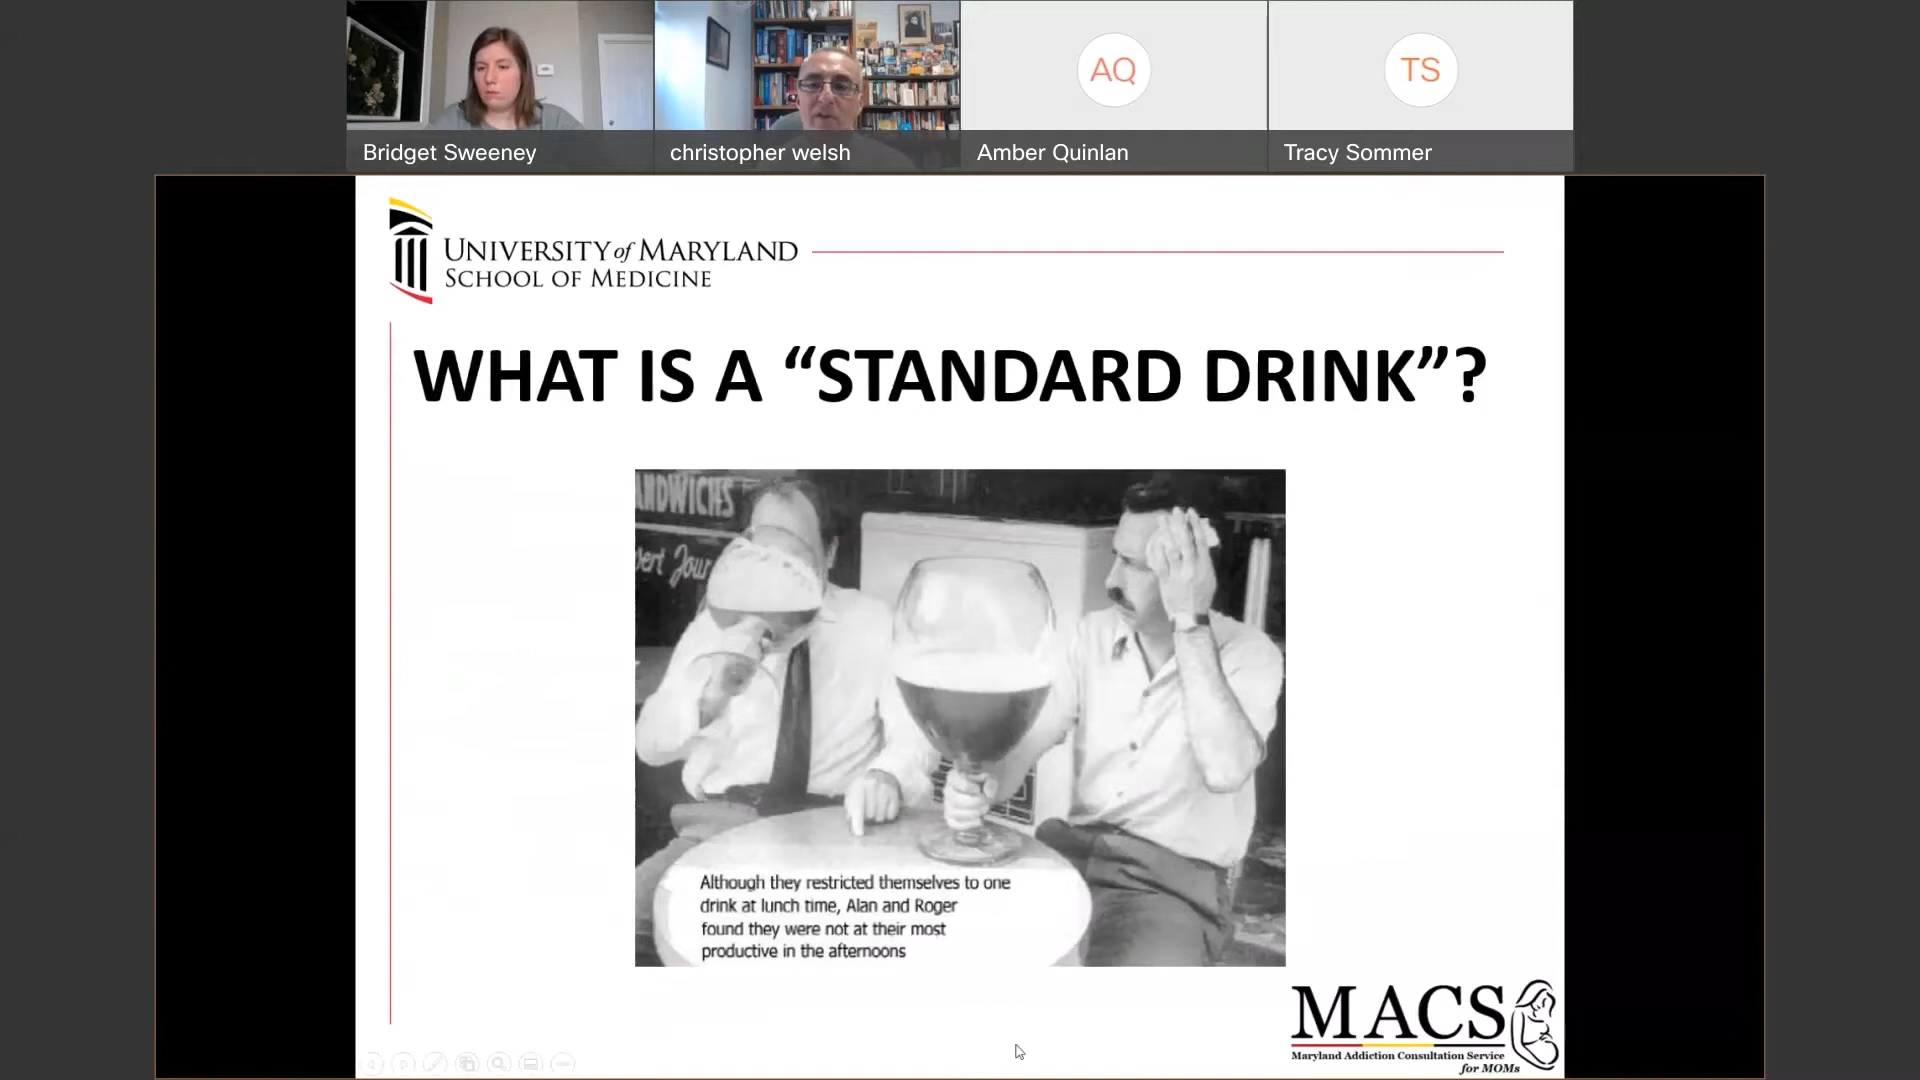 Bridget Sweeney
christopher welsh
AQ
Amber Quinlan
TS
Tracy Sommer
UNIVERSITY of MARYLAND
SCHOOL OF MEDICINE
WHAT IS A “STANDARD DRINK”?
ANDWICHS
Although they restricted themselves to one
drink at lunch time, Alan and Roger
found they were not at their most
productive in the afternoons
MACS
Maryland Addiction Consultation Service
for MOMs